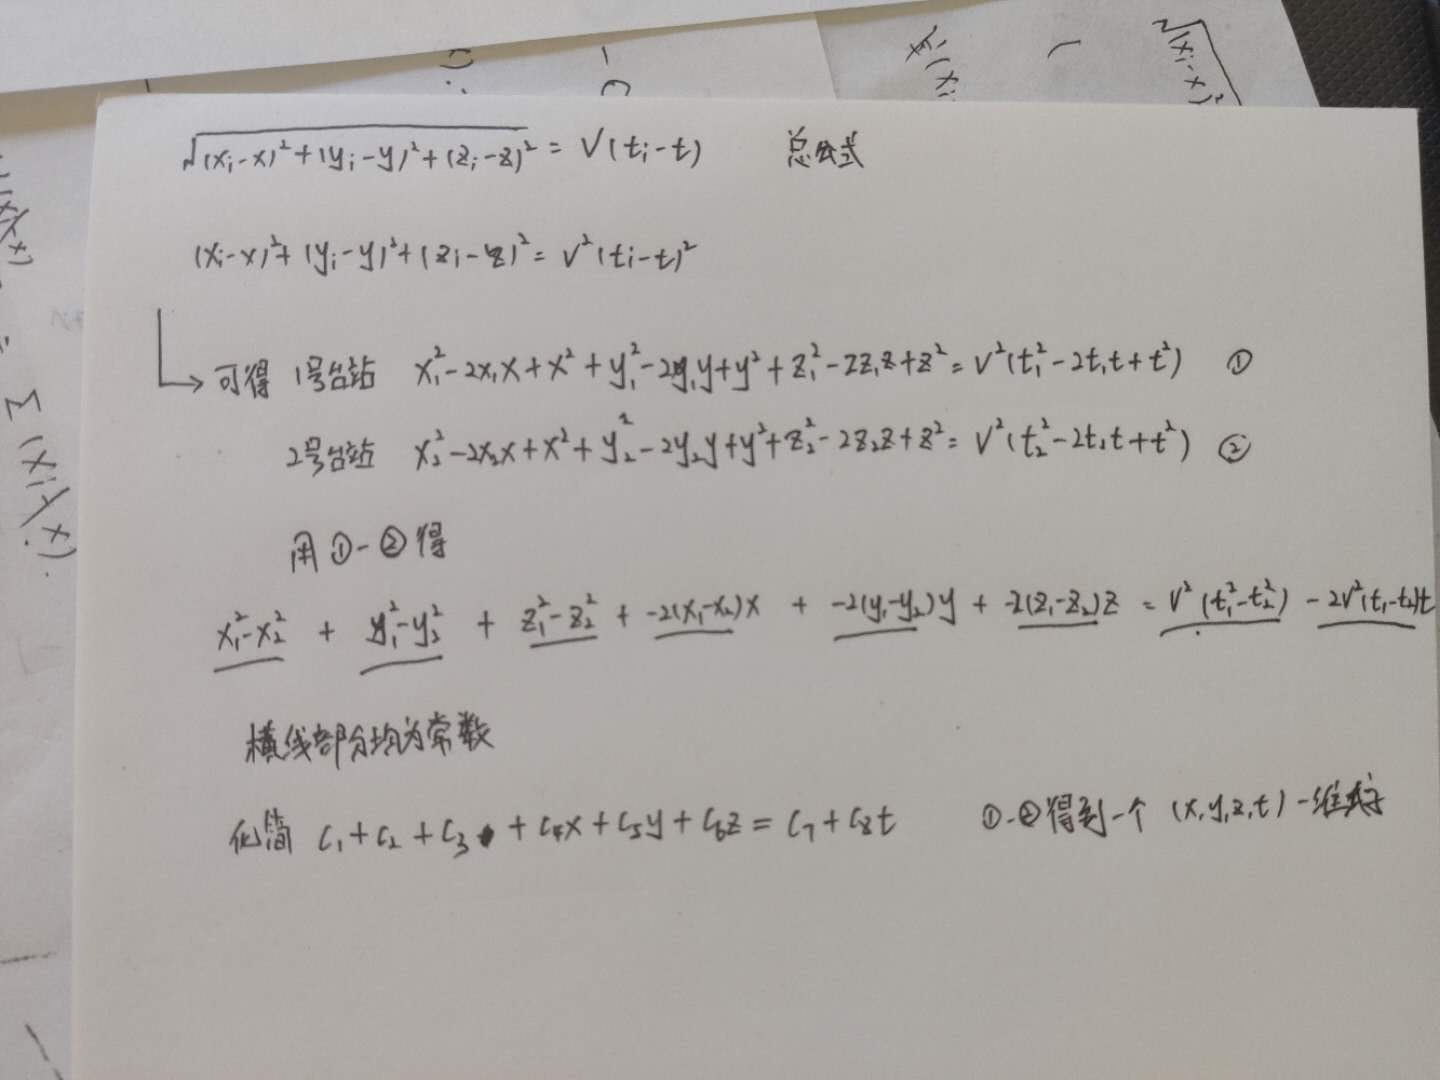 √(xᵢ-x)²+(yᵢ-y)²+(zᵢ-z)² = V(tᵢ-t) 总公式
(xᵢ-x)²+(yᵢ-y)²+(zᵢ-z)² = V²(tᵢ-t)²
可得 1号台站 x₁²-2x₁x+x²+y₁²-2y₁y+y²+z₁²-2z₁z+z²=V²(t₁²-2t₁t+t²) ①
2号台站 x₂²-2x₂x+x²+y₂²-2y₂y+y²+z₂²-2z₂z+z²=V²(t₂²-2t₂t+t²) ②
用①-②得
x₁²-x₂² + y₁²-y₂² + z₁²-z₂² + -2(x₁-x₂)x + -2(y₁-y₂)y + -2(z₁-z₂)z = V²(t₁²-t₂²) - 2V²(t₁-t₂)t
横线部分均为常数
化简 C₁+C₂+C₃+C₄x+C₅y+C₆z=C₇+C₈t ①-②得到一个(x,y,z,t)一维